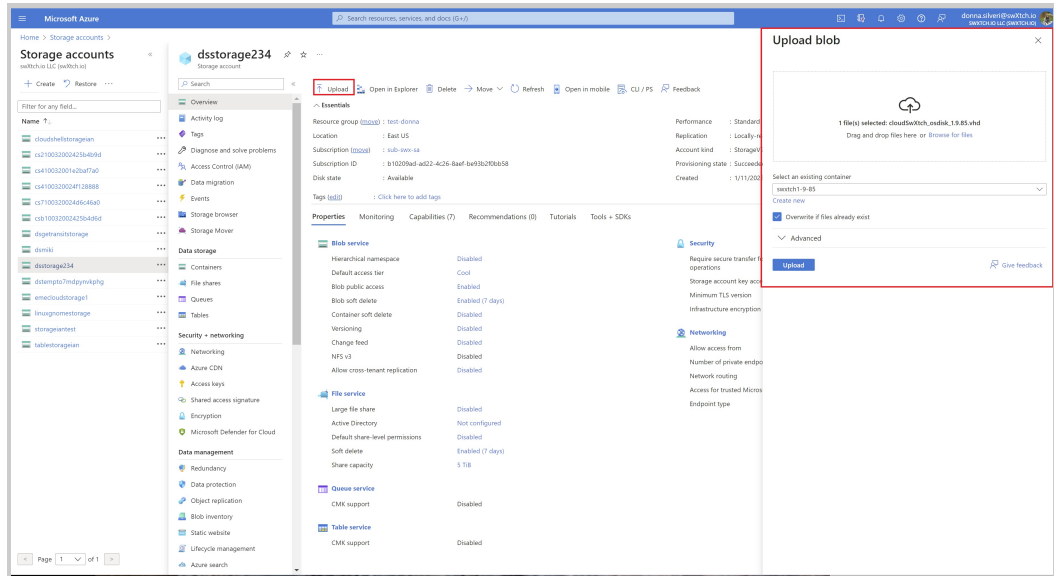 Microsoft Azure
Search resources, services, and docs (G+/)
donna.silveri@swXtch.io
SWXTCH.IO LLC (SWXTCH.IO)
Home > Storage accounts >
Storage accounts
swXtch.io LLC (swXtch.io)
Create
Restore
Filter for any field...
Name ↑↓
cloudshellstorageian
cs210032002425b4b9d
cs410032001e2baf7a0
cs4100320024f128888
cs7100320024d6c46a0
csb10032002425b4d6d
dsgetransitstorage
dsmiki
dsstorage234
dstempto7mdpynvkphg
emecloudstorage1
linuxgnomestorage
storageiantest
tablestorageian
Page 1 of 1
dsstorage234
Storage account
Search
Overview
Activity log
Tags
Diagnose and solve problems
Access Control (IAM)
Data migration
Events
Storage browser
Storage Mover
Data storage
Containers
File shares
Queues
Tables
Security + networking
Networking
Azure CDN
Access keys
Shared access signature
Encryption
Microsoft Defender for Cloud
Data management
Redundancy
Data protection
Object replication
Blob inventory
Static website
Lifecycle management
Azure search
Upload Open in Explorer Delete Move Refresh Open in mobile CLI / PS Feedback
Essentials
Resource group (move) : test-donna
Location : East US
Subscription (move) : sub-swx-sa
Subscription ID : b10209ad-ad22-4c26-8aef-be93b2f0bb58
Disk state : Available
Tags (edit) : Click here to add tags
Performance : Standard
Replication : Locally-re
Account kind : StorageV
Provisioning state : Succeede
Created : 1/11/202
Properties Monitoring Capabilities (7) Recommendations (0) Tutorials Tools + SDKs
Blob service
Hierarchical namespace Disabled
Default access tier Cool
Blob public access Enabled
Blob soft delete Enabled (7 days)
Container soft delete Disabled
Versioning Disabled
Change feed Disabled
NFS v3 Disabled
Allow cross-tenant replication Disabled
File service
Large file share Disabled
Active Directory Not configured
Default share-level permissions Disabled
Soft delete Enabled (7 days)
Share capacity 5 TiB
Queue service
CMK support Disabled
Table service
CMK support Disabled
Security
Require secure transfer f
operations
Storage account key acc
Minimum TLS version
Infrastructure encryption
Networking
Allow access from
Number of private endpo
Network routing
Access for trusted Micros
Endpoint type
Upload blob
1 file(s) selected: cloudSwXtch_osdisk_1.9.85.vhd
Drag and drop files here or Browse for files
Select an existing container
swxtch1-9-85
Create new
Overwrite if files already exist
Advanced
Upload
Give feedback